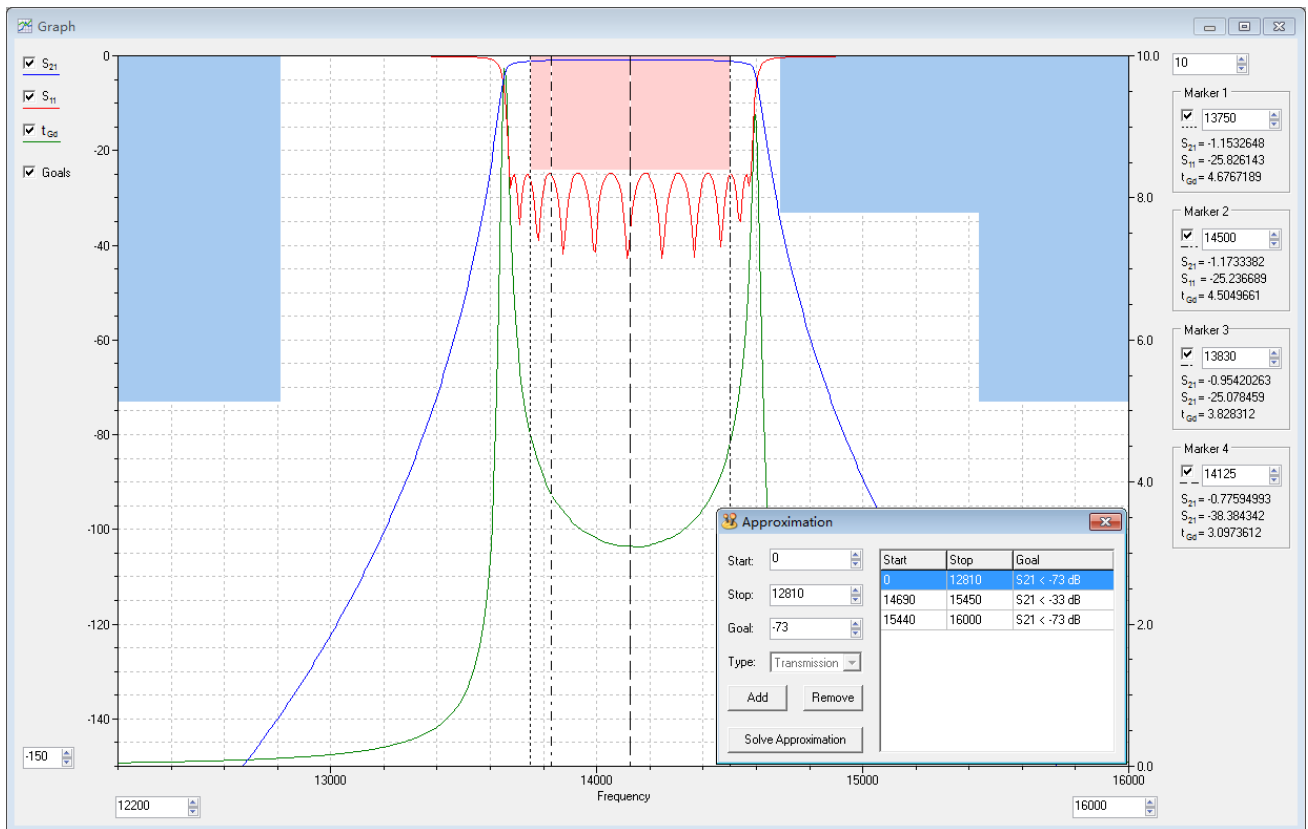 Graph
S21
S11
tGd
Goals
0
-20
-40
-60
-80
-100
-120
-140
-150
10.0
8.0
6.0
4.0
2.0
0.0
13000
14000
15000
16000
Frequency
12200
16000
10
Marker 1
13750
S21 = -1.1532648
S11 = -25.826143
tGd = 4.6767189
Marker 2
14500
S21 = -1.1733382
S11 = -25.236689
tGd = 4.5049661
Marker 3
13830
S21 = -0.95420263
S21 = -25.078459
tGd = 3.828312
Marker 4
14125
S21 = -0.77594993
S21 = -38.384342
tGd = 3.0973612
Approximation
Start: 0
Stop: 12810
Goal: -73
Type: Transmission
Add Remove
Solve Approximation
Start Stop Goal
0 12810 S21 < -73 dB
14690 15450 S21 < -33 dB
15440 16000 S21 < -73 dB